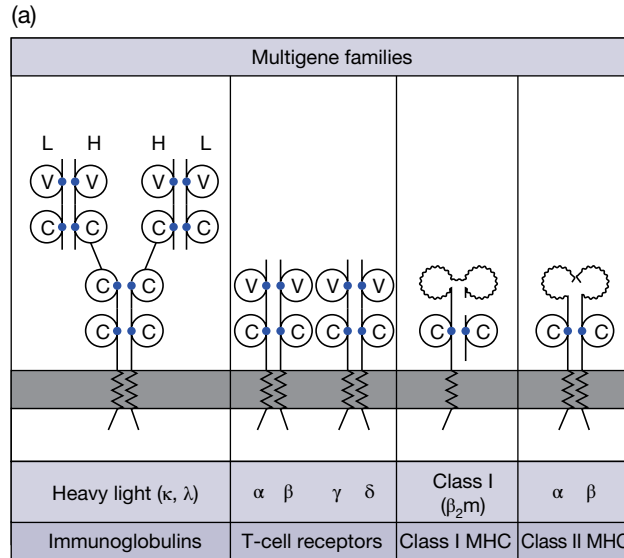 (a)
Multigene families
L H H L
V V V V
C C C C
C C V V V V
C C C C C C C C C C
Heavy light (κ, λ) α β γ δ Class I (β₂m) α β
Immunoglobulins T-cell receptors Class I MHC Class II MHC